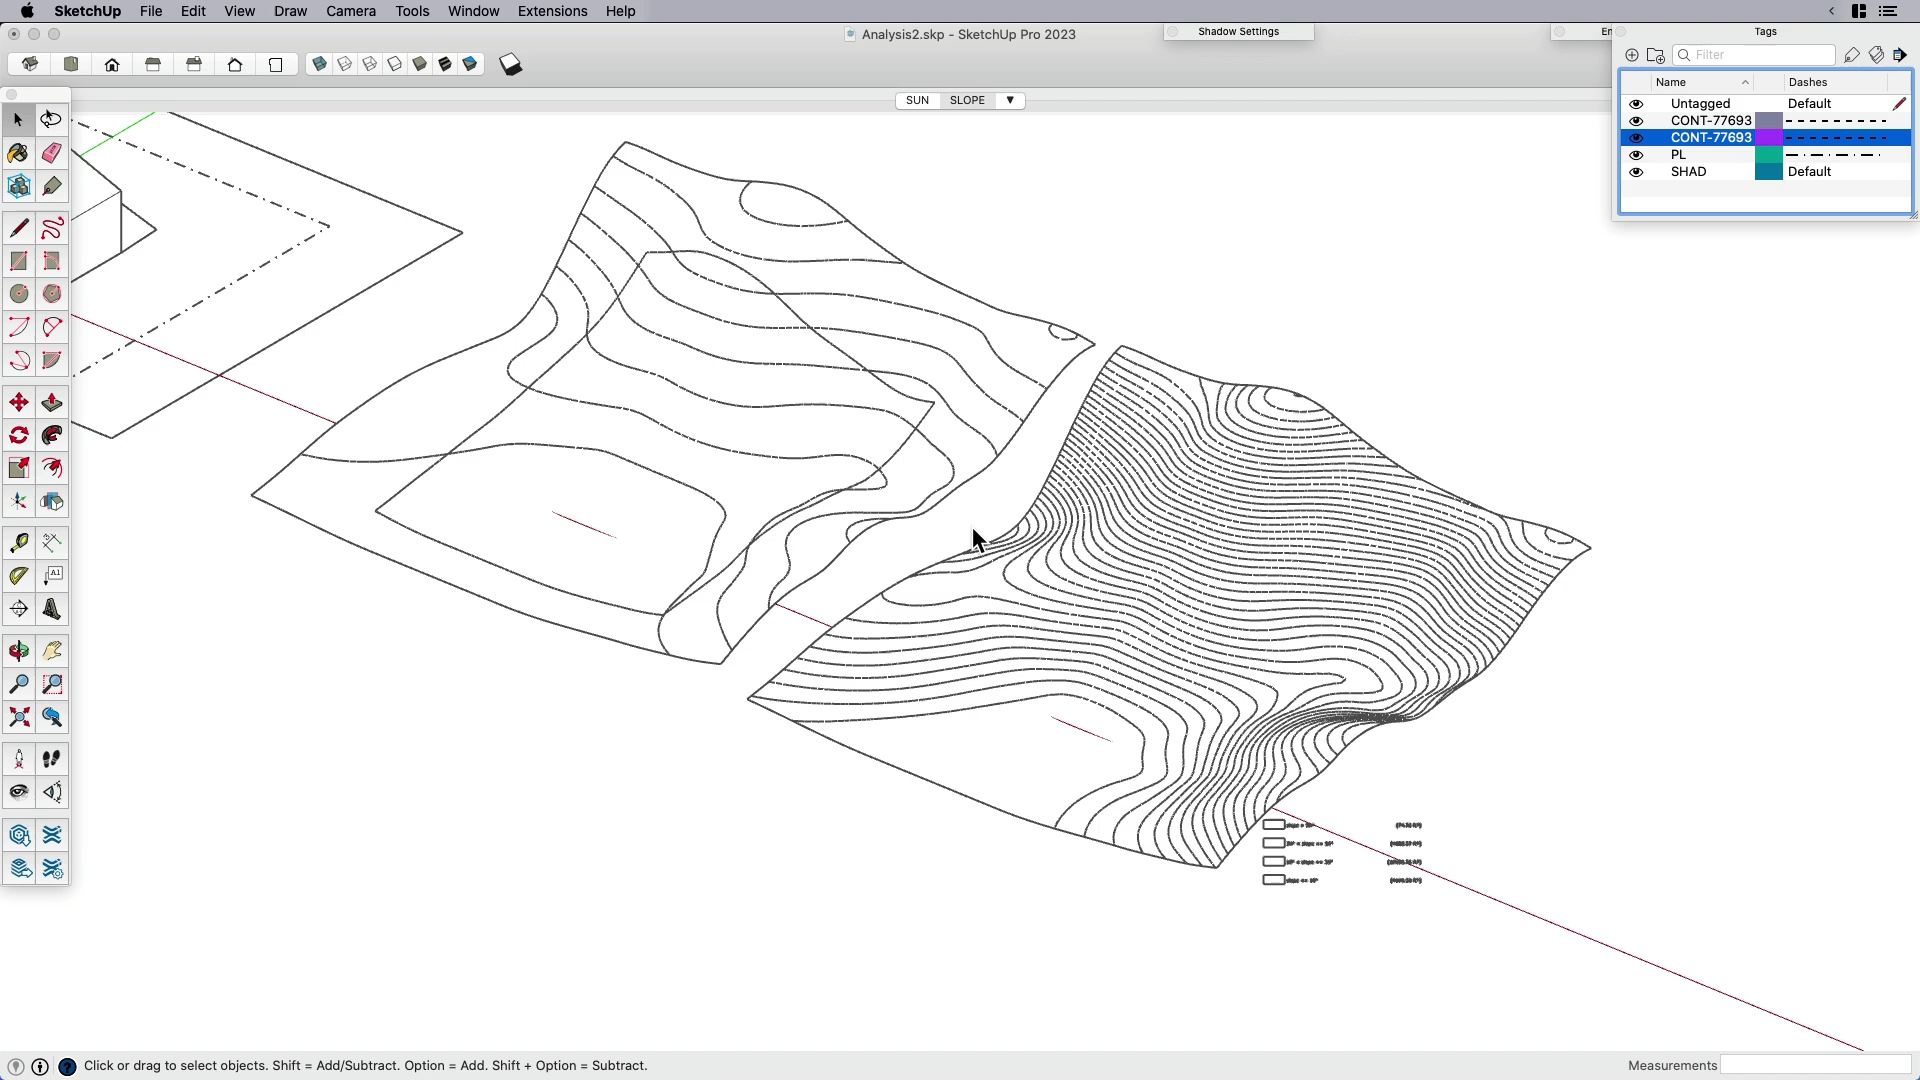 SketchUp File Edit View Draw Camera Tools Window Extensions Help
Analysis2.skp - SketchUp Pro 2023
Shadow Settings
En
Tags
Filter
Name Dashes
Untagged Default
CONT-77693
CONT-77693
PL
SHAD Default
SUN SLOPE
A1
Click or drag to select objects. Shift = Add/Subtract. Option = Add. Shift + Option = Subtract.
Measurements